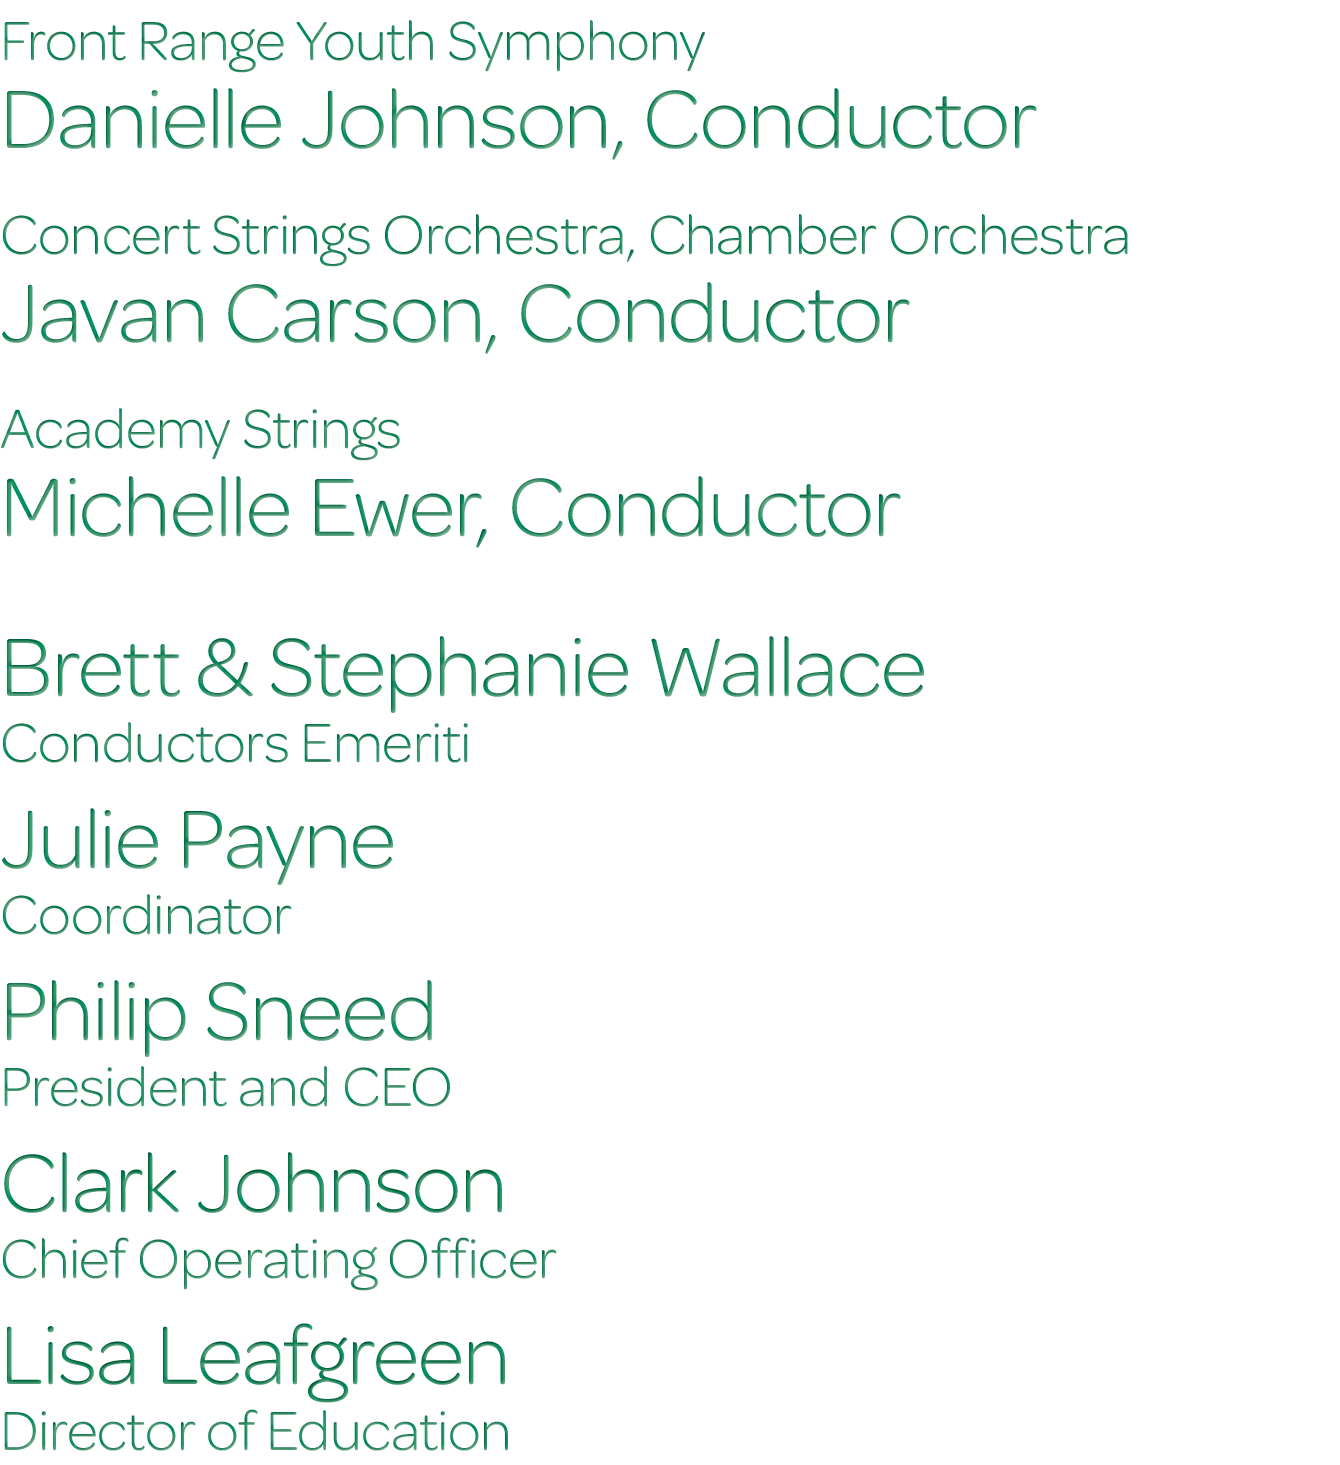 Front Range Youth Symphony
Danielle Johnson, Conductor
Concert Strings Orchestra, Chamber Orchestra
Javan Carson, Conductor
Academy Strings
Michelle Ewer, Conductor
Brett & Stephanie Wallace
Conductors Emeriti
Julie Payne
Coordinator
Philip Sneed
President and CEO
Clark Johnson
Chief Operating Officer
Lisa Leafgreen
Director of Education